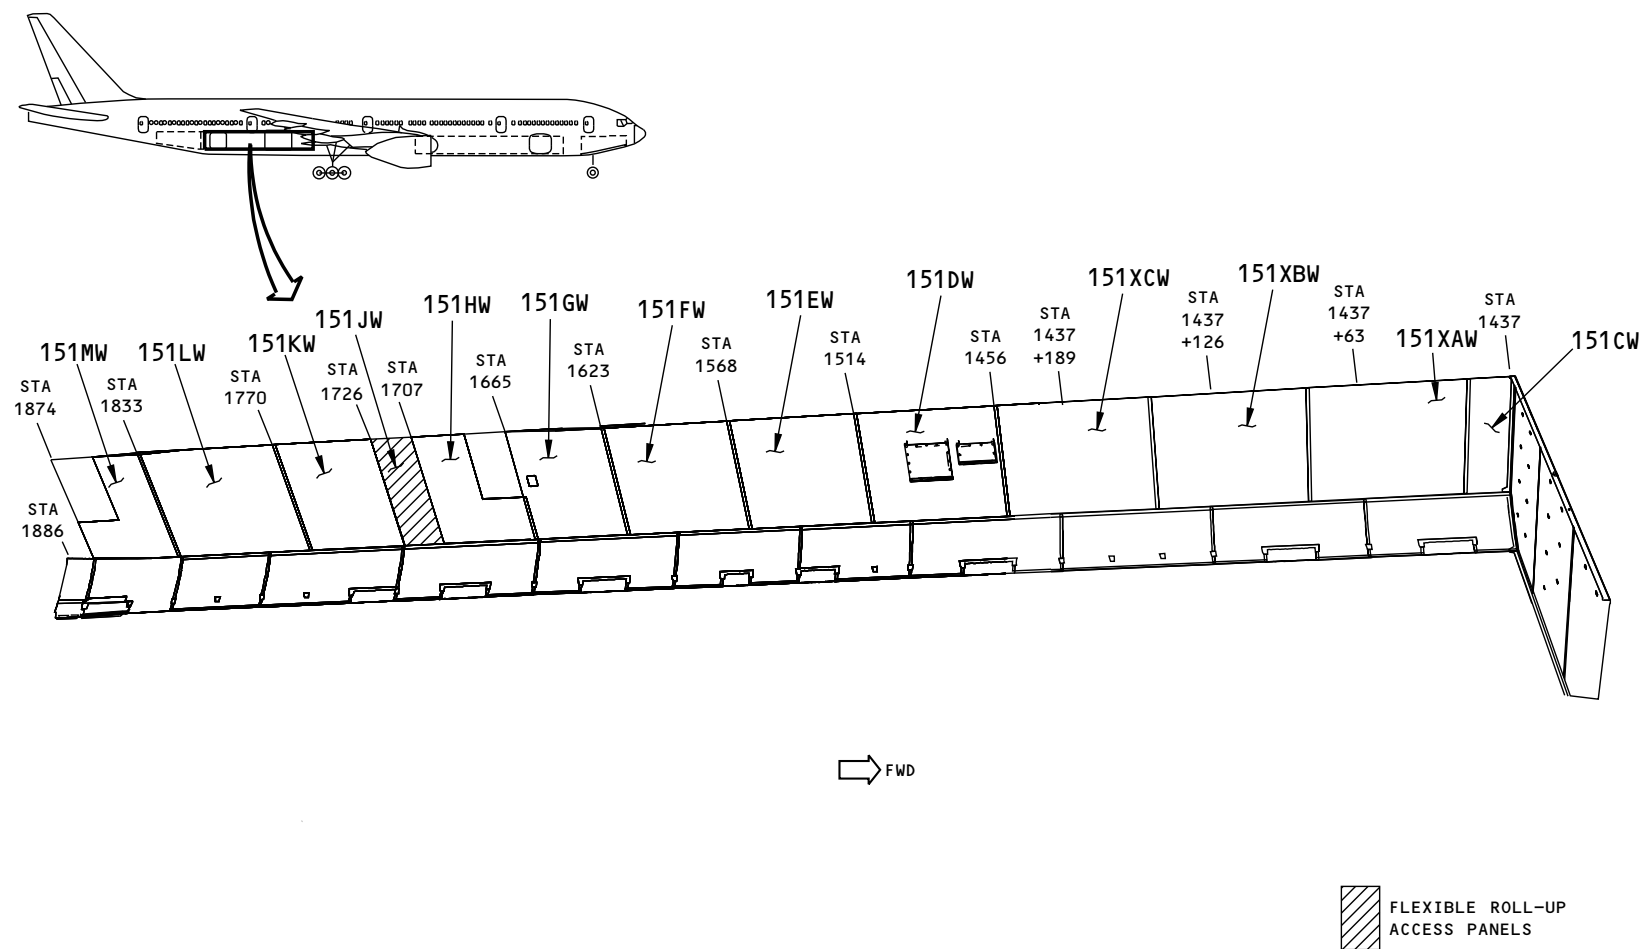 151DW
151XCW
151XBW
151HW
151GW
151FW
151EW
STA
1437
+189
STA
1437
+126
STA
1437
+63
STA
1437
151MW
151LW
151KW
151JW
STA
1665
STA
1623
STA
1568
STA
1514
STA
1456
151XAW
151CW
STA
1874
STA
1833
STA
1770
STA
1726
STA
1707
STA
1886
FWD
FLEXIBLE ROLL-UP
ACCESS PANELS